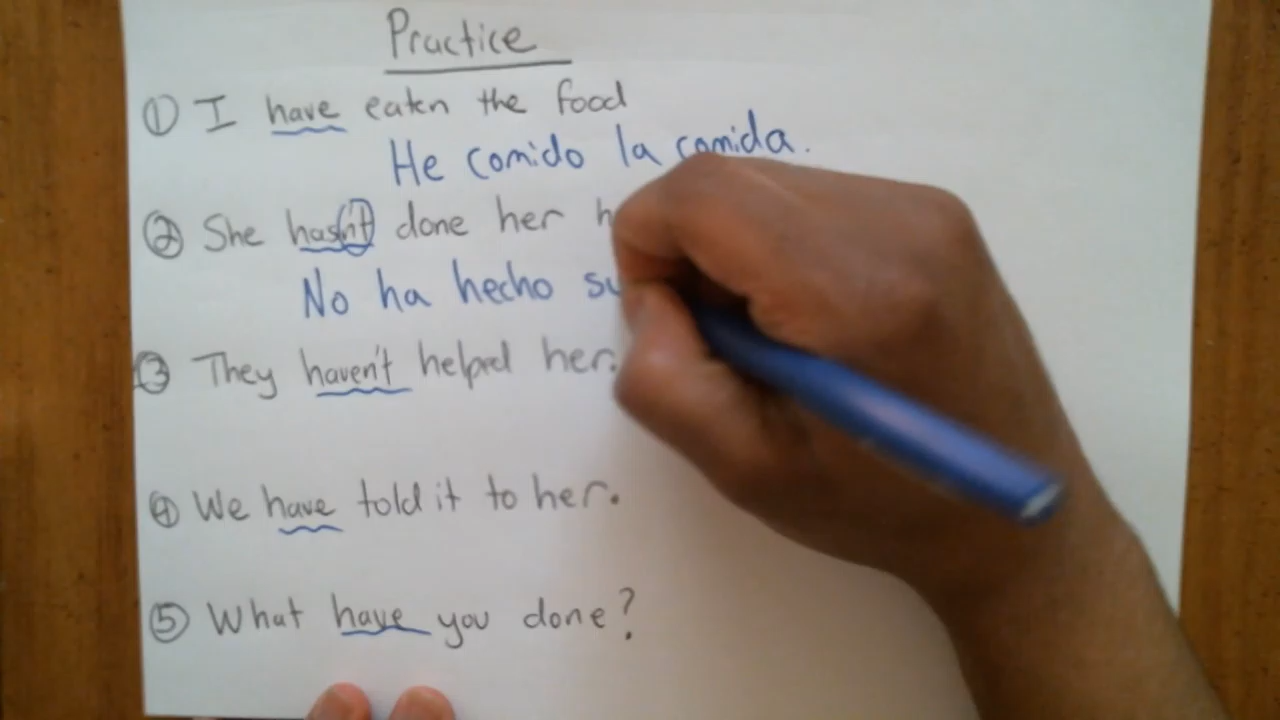 Practice
① I have eaten the food
He comido la comida.
② She hasn't done her
No ha hecho su
③ They haven't helped her.
④ We have told it to her.
⑤ What have you done?